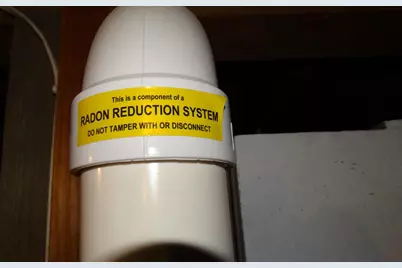 This is a component of a
RADON REDUCTION SYSTEM
DO NOT TAMPER WITH OR DISCONNECT